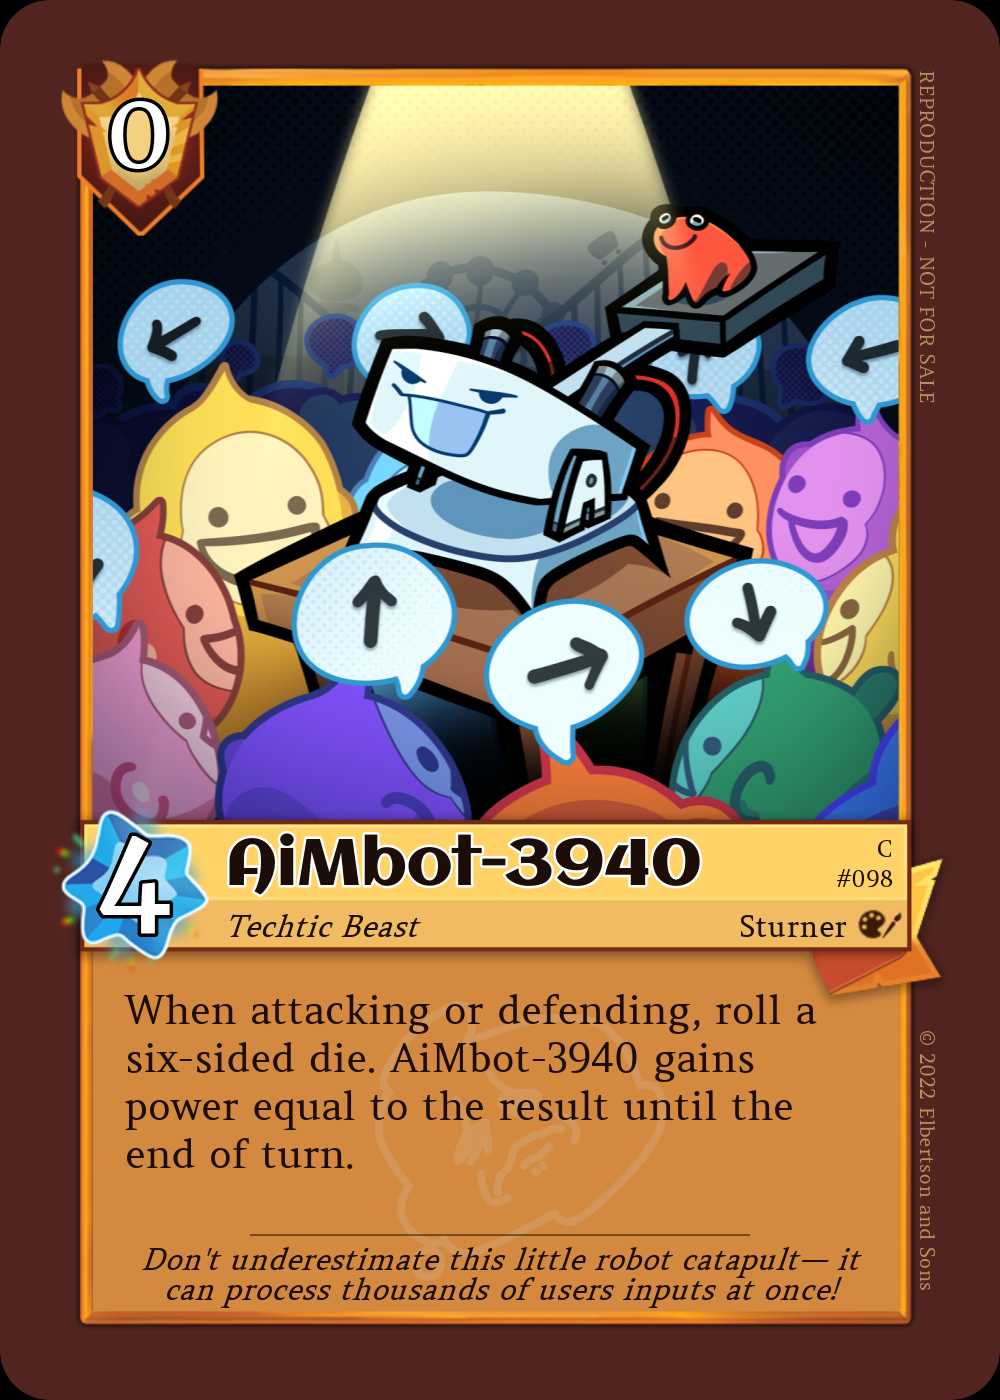 0
REPRODUCTION - NOT FOR SALE
A
4
AiMbot-3940
C
#098
Techtic Beast
Sturner
When attacking or defending, roll a
six-sided die. AiMbot-3940 gains
power equal to the result until the
end of turn.
Don't underestimate this little robot catapult— it
can process thousands of users inputs at once!
© 2022 Elbertson and Sons